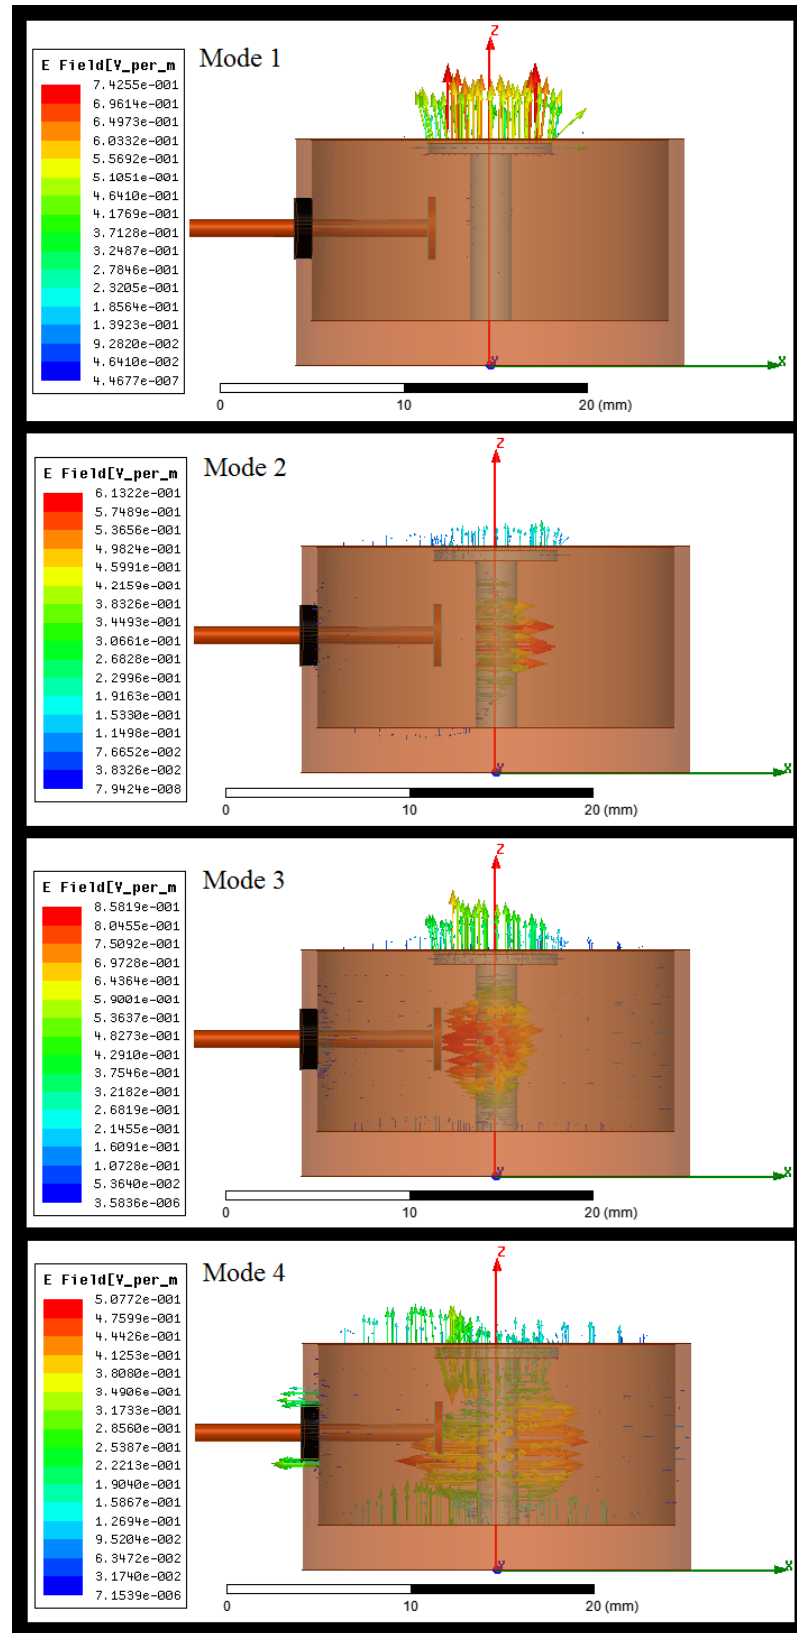 Mode 1
E Field[V_per_m
7.4255e-001
6.9614e-001
6.4973e-001
6.0332e-001
5.5692e-001
5.1051e-001
4.6410e-001
4.1769e-001
3.7128e-001
3.2487e-001
2.7846e-001
2.3205e-001
1.8564e-001
1.3923e-001
9.2820e-002
4.6410e-002
4.4677e-007
Z
X
Y
0 10 20 (mm)
Mode 2
E Field[V_per_m
6.1322e-001
5.7489e-001
5.3656e-001
4.9824e-001
4.5991e-001
4.2159e-001
3.8326e-001
3.4493e-001
3.0661e-001
2.6828e-001
2.2996e-001
1.9163e-001
1.5330e-001
1.1498e-001
7.6652e-002
3.8326e-002
7.9424e-008
Z
X
Y
0 10 20 (mm)
Mode 3
E Field[V_per_m
8.5819e-001
8.0455e-001
7.5092e-001
6.9728e-001
6.4364e-001
5.9001e-001
5.3637e-001
4.8273e-001
4.2910e-001
3.7546e-001
3.2182e-001
2.6819e-001
2.1455e-001
1.6091e-001
1.0728e-001
5.3640e-002
3.5836e-006
Z
X
Y
0 10 20 (mm)
Mode 4
E Field[V_per_m
5.0772e-001
4.7599e-001
4.4426e-001
4.1253e-001
3.8080e-001
3.4906e-001
3.1733e-001
2.8560e-001
2.5387e-001
2.2213e-001
1.9040e-001
1.5867e-001
1.2694e-001
9.5204e-002
6.3472e-002
3.1740e-002
7.1539e-006
Z
X
Y
0 10 20 (mm)